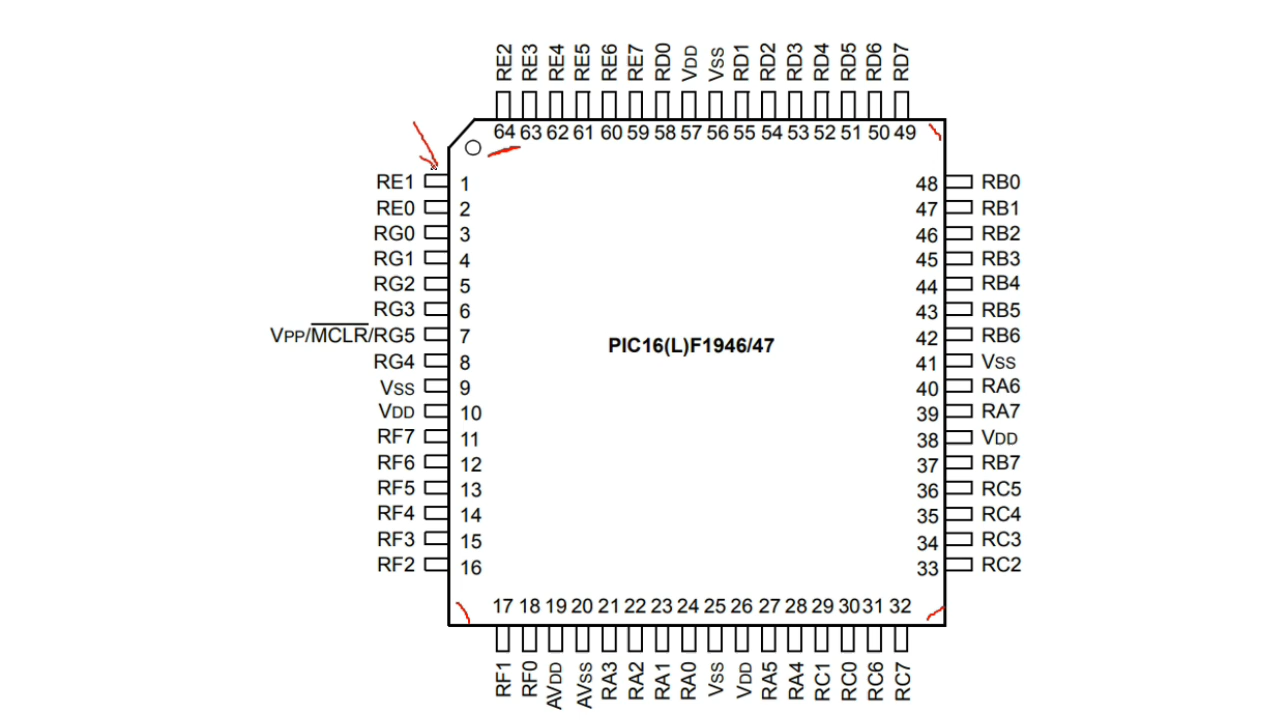 RE2 RE3 RE4 RE5 RE6 RE7 RD0 VDD VSS RD1 RD2 RD3 RD4 RD5 RD6 RD7
64 63 62 61 60 59 58 57 56 55 54 53 52 51 50 49
RE1 1 48 RB0
RE0 2 47 RB1
RG0 3 46 RB2
RG1 4 45 RB3
RG2 5 44 RB4
RG3 6 43 RB5
VPP/MCLR/RG5 7 42 RB6
PIC16(L)F1946/47
RG4 8 41 VSS
VSS 9 40 RA6
VDD 10 39 RA7
RF7 11 38 VDD
RF6 12 37 RB7
RF5 13 36 RC5
RF4 14 35 RC4
RF3 15 34 RC3
RF2 16 33 RC2
17 18 19 20 21 22 23 24 25 26 27 28 29 30 31 32
RF1 RF0 AVDD AVSS RA3 RA2 RA1 RA0 VSS VDD RA5 RA4 RC1 RC0 RC6 RC7